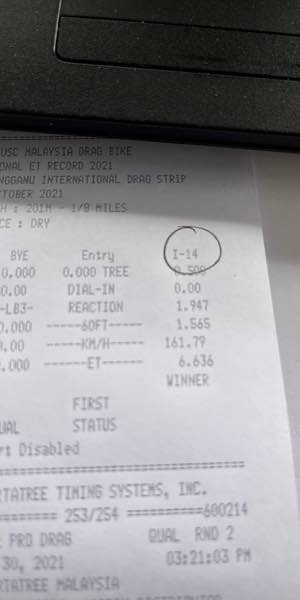 USC MALAYSIA DRAG BIKE
ONAL ET RECORD 2021
NGGANU INTERNATIONAL DRAG STRIP
CTOBER 2021
H : 201M - 1/8 MILES
CE : DRY
BYE Entry I-14
0.000 0.000 TREE 0.500
0.00 DIAL-IN 0.00
-LB3- REACTION 1.947
0.000 -----60FT----- 1.565
0.00 -----KM/H----- 161.79
.000 ------ET------ 6.636
WINNER
FIRST
UAL STATUS
rt Disabled
RTATREE TIMING SYSTEMS, INC.
======== 253/254 ==========600214
PRO DRAG QUAL RND 2
30, 2021 03:21:03 PM
RTATREE MALAYSIA